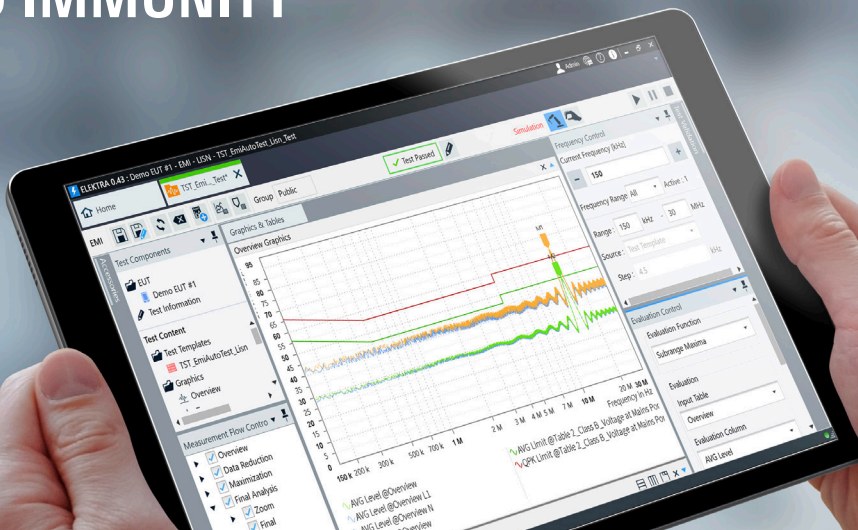 IMMUNITY
ELEKTRA 0.43 : Demo EUT #1 - EMI - LISN - TST_EmiAutoTest_Lisn_Test
Admin
Home
TST_Emi..._Test*
Test Passed
Simulation
EMI
Group
Public
Accessories
Test Components
EUT
Demo EUT #1
Test Information
Test Content
Test Templates
TST_EmiAutoTest_Lisn
Graphics
Overview
Measurement Flow Contro
Overview
Data Reduction
Maximization
Final Analysis
Zoom
Final
Graphics & Tables
Overview Graphics
95
85
80
75
70
65
60
55
50
45
40
35
30
25
20
15
10
5
0
150 k
200 k
300 k
500 k
700 k
1 M
2 M
3 M
4 M
5 M
7 M
10 M
20 M
30 M
Frequency in Hz
AVG Level @Overview
AVG Level @Overview L1
AVG Level @Overview N
AVG Limit @Table 2_Class B_Voltage at Mains Por
QPK Limit @Table 2_Class B_Voltage at Mains Por
Frequency Control
Current Frequency [kHz]
150
Frequency Range
All
Active : 1
Range :
150
kHz
-
30
MHz
Source :
Test Template
Step :
4.5
kHz
Evaluation Control
Evaluation Function
Subrange Maxima
Evaluation
Input Table
Overview
Evaluation Column
AVG Level